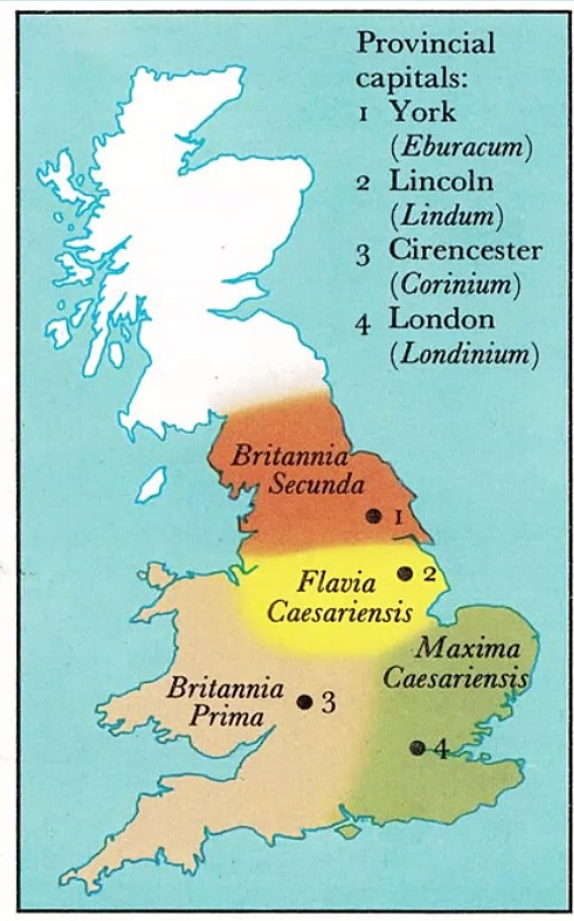 Provincial
capitals:
1 York
(Eburacum)
2 Lincoln
(Lindum)
3 Cirencester
(Corinium)
4 London
(Londinium)
Britannia
Secunda
1
Flavia
Caesariensis
2
Maxima
Caesariensis
Britannia
Prima
3
4